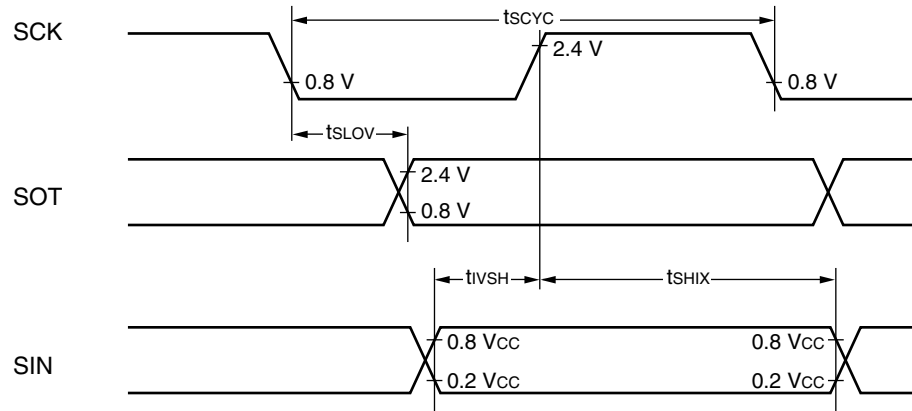 tSCYC
SCK
2.4 V
0.8 V
0.8 V
tSLOV
SOT
2.4 V
0.8 V
tIVSH
tSHIX
SIN
0.8 VCC
0.8 VCC
0.2 VCC
0.2 VCC